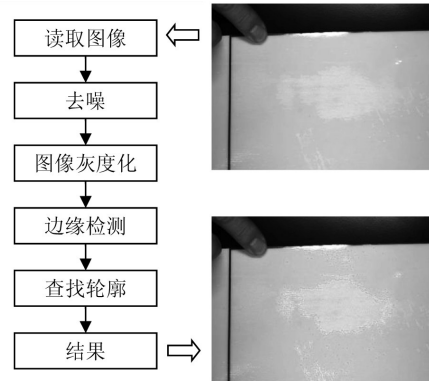 读取图像
去噪
图像灰度化
边缘检测
查找轮廓
结果